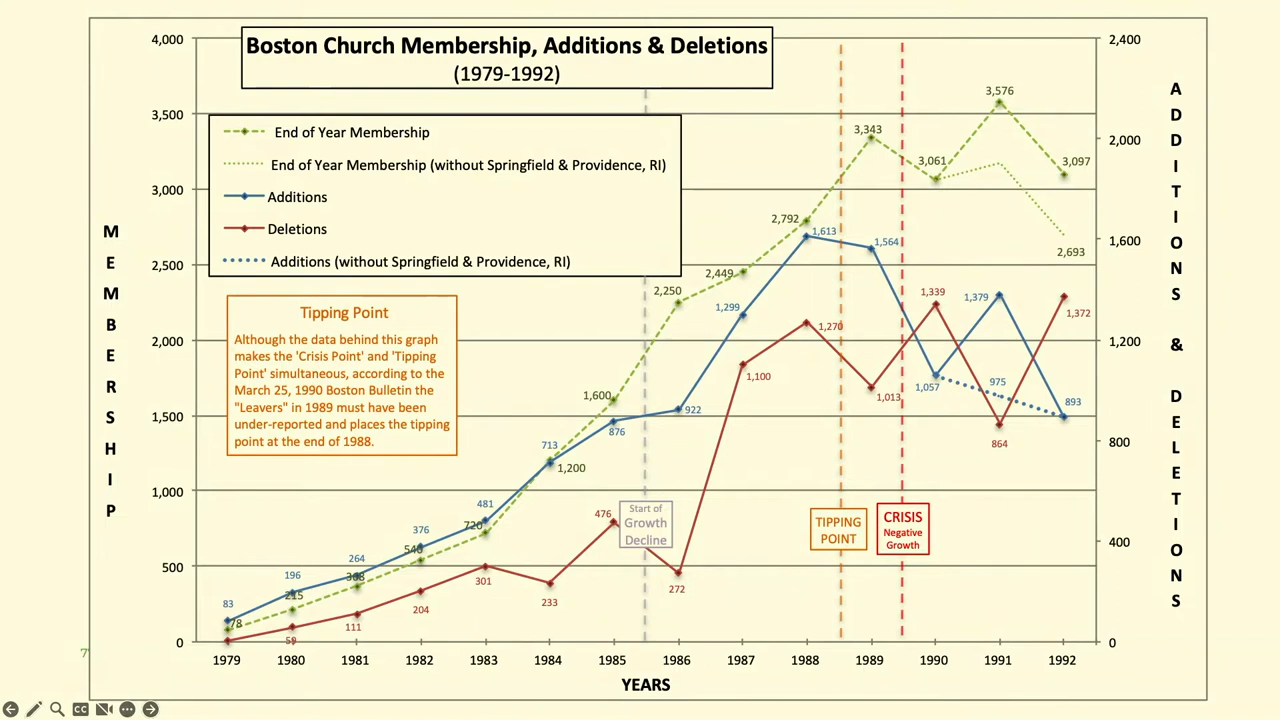 Boston Church Membership, Additions & Deletions
(1979-1992)
4,000
3,500
3,000
2,500
2,000
1,500
1,000
500
0
2,400
2,000
1,600
1,200
800
400
0
MEMBERSHIP
ADDITIONS & DELETIONS
End of Year Membership
End of Year Membership (without Springfield & Providence, RI)
Additions
Deletions
Additions (without Springfield & Providence, RI)
Tipping Point
Although the data behind this graph
makes the 'Crisis Point' and 'Tipping
Point' simultaneous, according to the
March 25, 1990 Boston Bulletin the
"Leavers" in 1989 must have been
under-reported and places the tipping
point at the end of 1988.
3,576
3,343
3,061
3,097
2,792
2,693
2,449
2,250
1,600
1,200
720
540
368
215
78
83
196
264
376
481
713
876
922
1,299
1,613
1,564
1,057
1,379
975
893
59
111
204
301
233
476
272
1,100
1,270
1,013
1,339
864
1,372
Start of
Growth
Decline
TIPPING
POINT
CRISIS
Negative
Growth
1979 1980 1981 1982 1983 1984 1985 1986 1987 1988 1989 1990 1991 1992
YEARS
7
CC